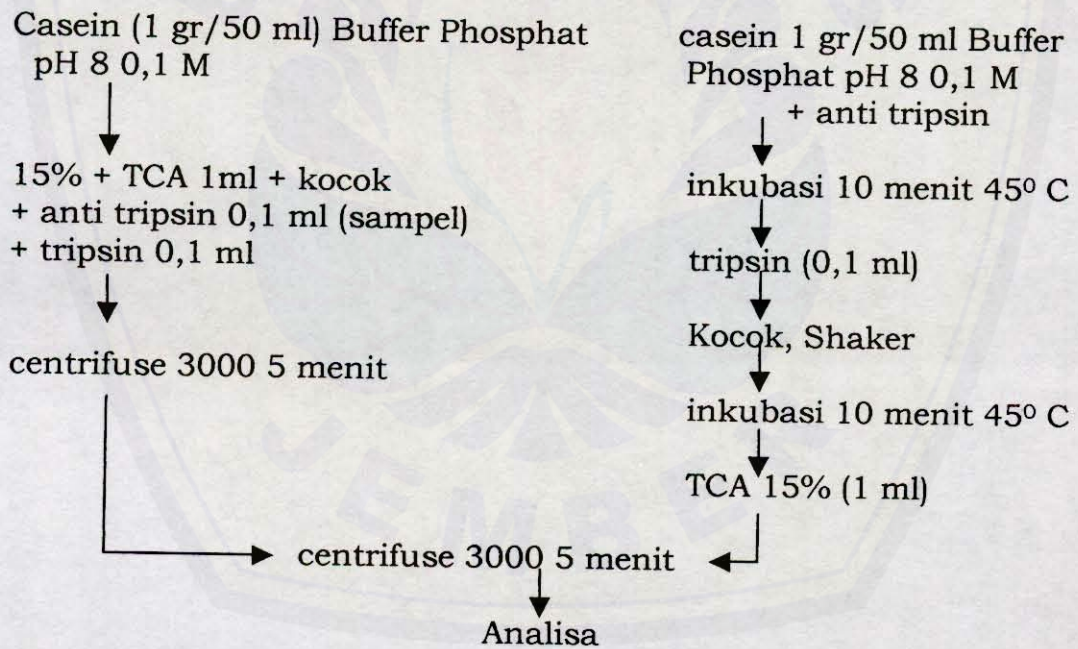 Casein (1 gr/50 ml) Buffer Phosphat
pH 8 0,1 M
15% + TCA 1ml + kocok
+ anti tripsin 0,1 ml (sampel)
+ tripsin 0,1 ml
centrifuse 3000 5 menit
casein 1 gr/50 ml Buffer
Phosphat pH 8 0,1 M
+ anti tripsin
inkubasi 10 menit 45⁰ C
tripsin (0,1 ml)
Kocok, Shaker
inkubasi 10 menit 45⁰ C
TCA 15% (1 ml)
centrifuse 3000 5 menit
Analisa
JEMBER